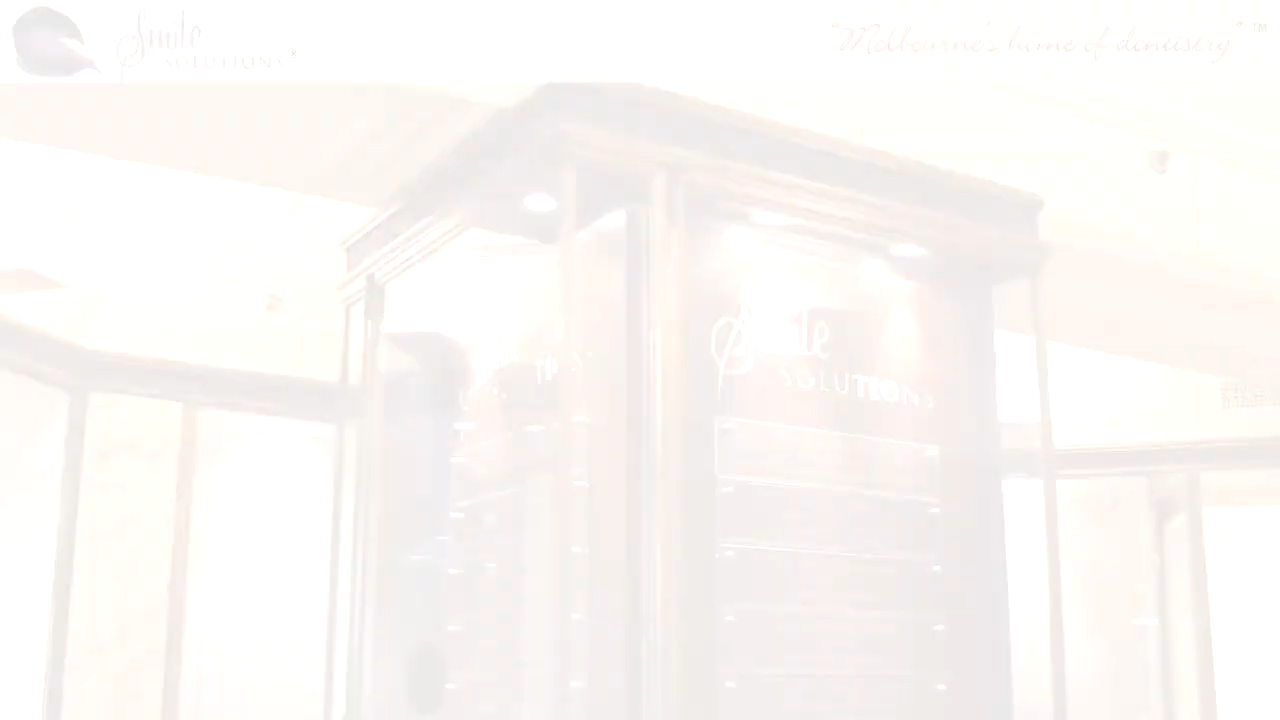 Smile
SOLUTIONS®
"Melbourne's home of dentistry"™
Smile
SOLUTIONS